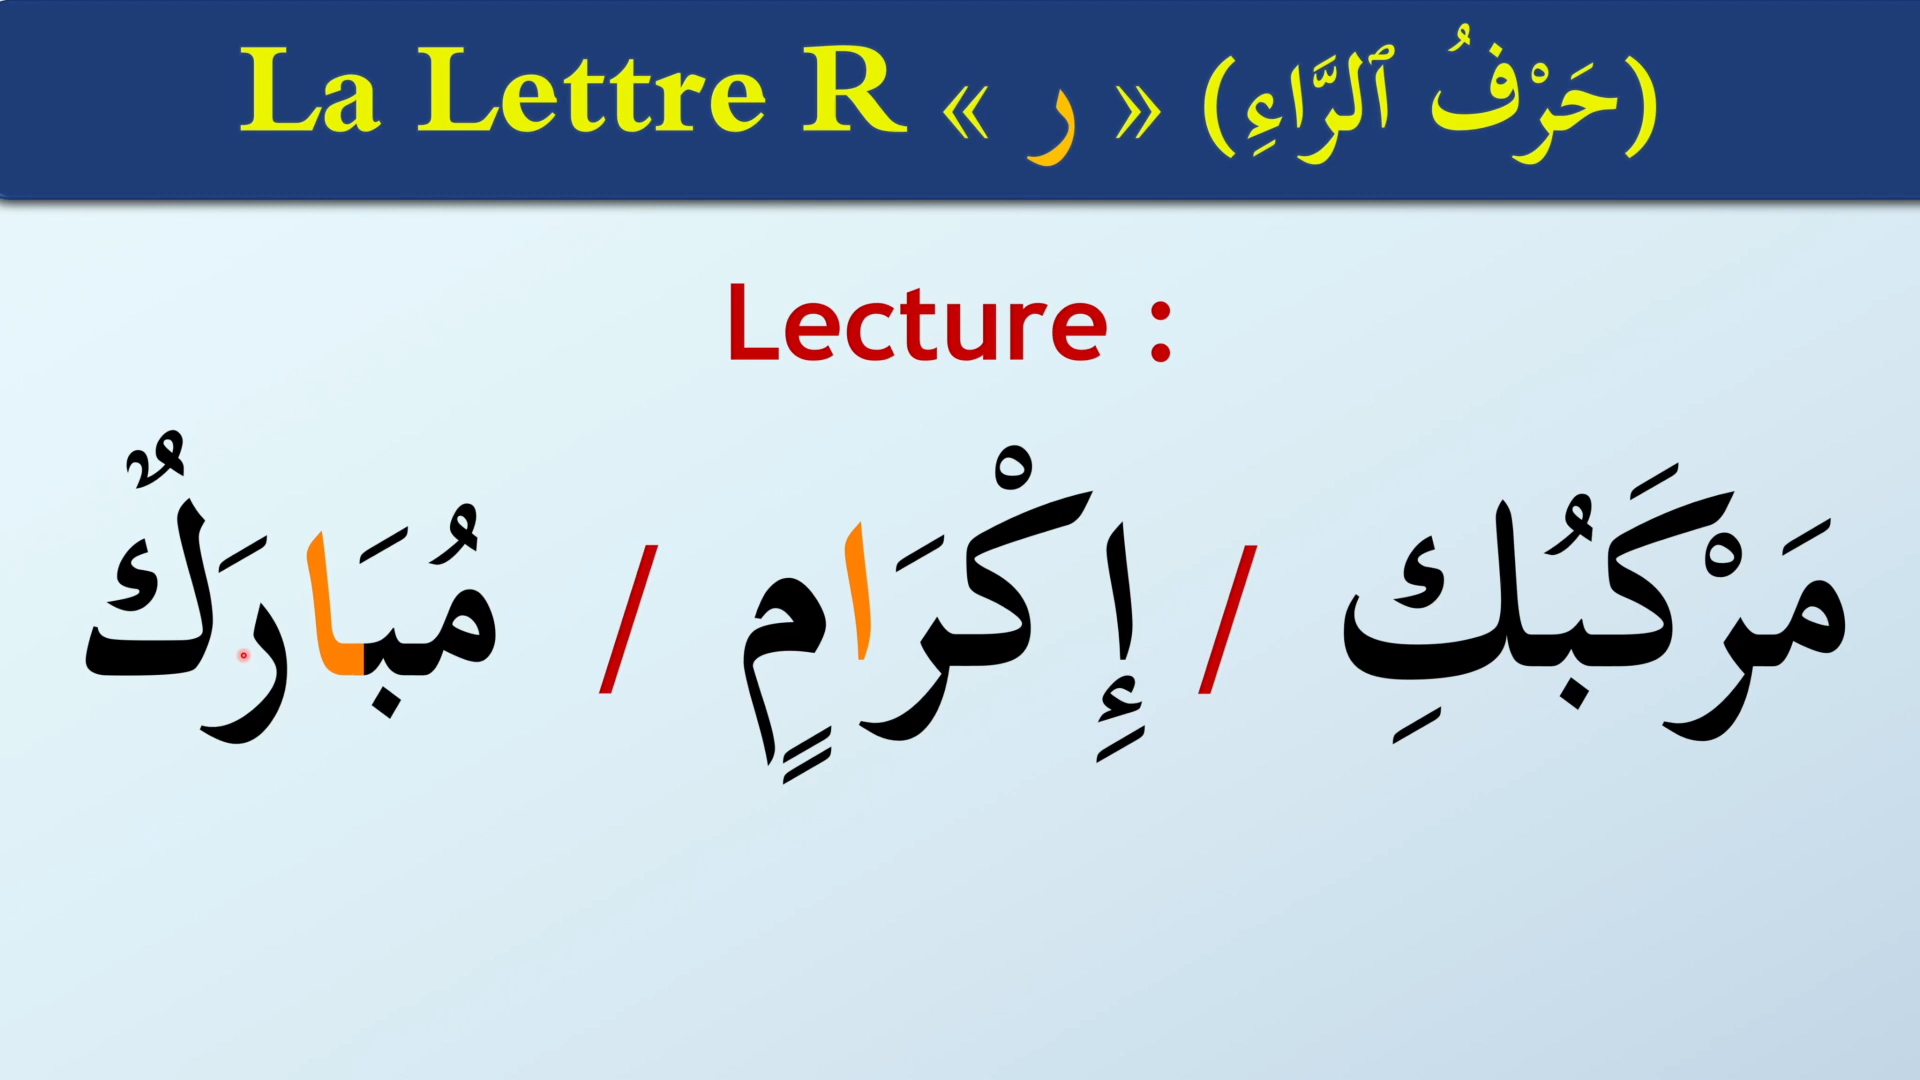 La Lettre R « ر » (حَرْفُ ٱلرَّاءِ)
Lecture :
مَرْكَبُكِ / إِكْرَامٍ / مُبَارَكٌ